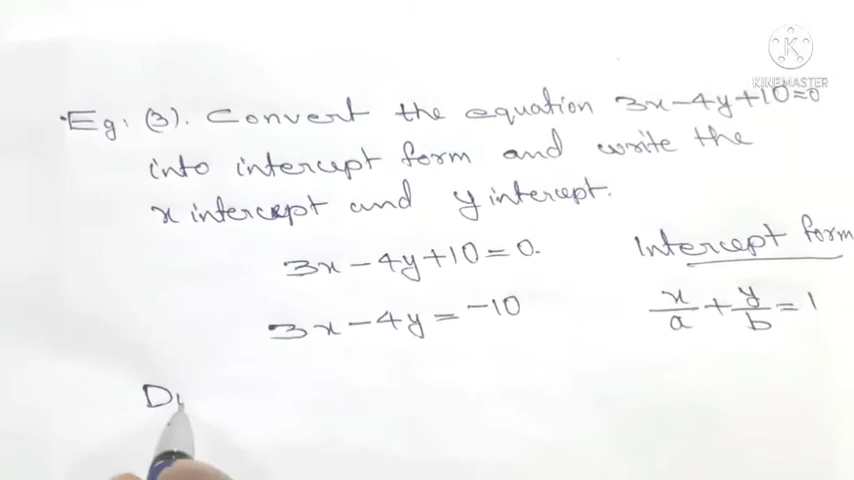 KINEMASTER
Eg: (3). Convert the equation 3x-4y+10=0
into intercept form and write the
x intercept and y intercept.
3x-4y+10=0.
Intercept form
3x-4y=-10
x/a + y/b = 1
Di